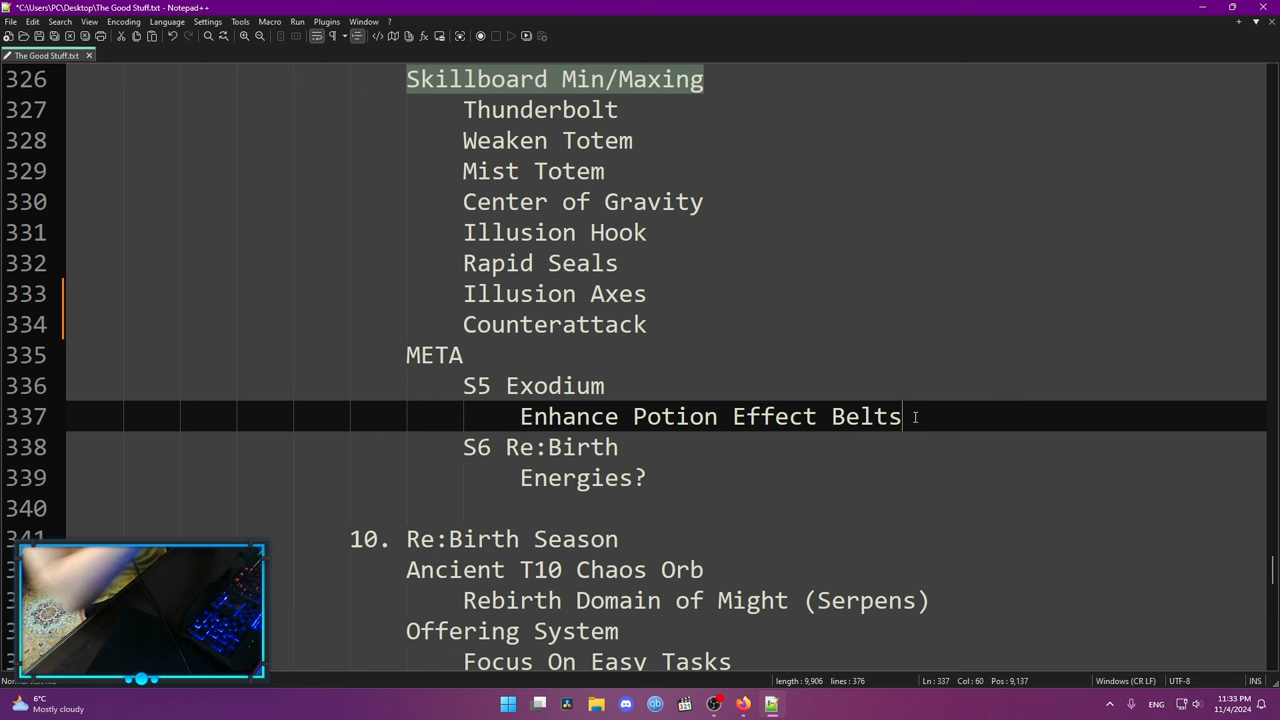 *C:\Users\PC\Desktop\The Good Stuff.txt - Notepad++
File Edit Search View Encoding Language Settings Tools Macro Run Plugins Window ?
The Good Stuff.txt
326 Skillboard Min/Maxing
327 Thunderbolt
328 Weaken Totem
329 Mist Totem
330 Center of Gravity
331 Illusion Hook
332 Rapid Seals
333 Illusion Axes
334 Counterattack
335 META
336 S5 Exodium
337 Enhance Potion Effect Belts
338 S6 Re:Birth
339 Energies?
340
341 10. Re:Birth Season
Ancient T10 Chaos Orb
Rebirth Domain of Might (Serpens)
Offering System
Focus On Easy Tasks
length : 9,906 lines : 376 Ln : 337 Col : 60 Pos : 9,137 Windows (CR LF) UTF-8 INS
6°C
Mostly cloudy
ENG
11:33 PM
11/4/2024